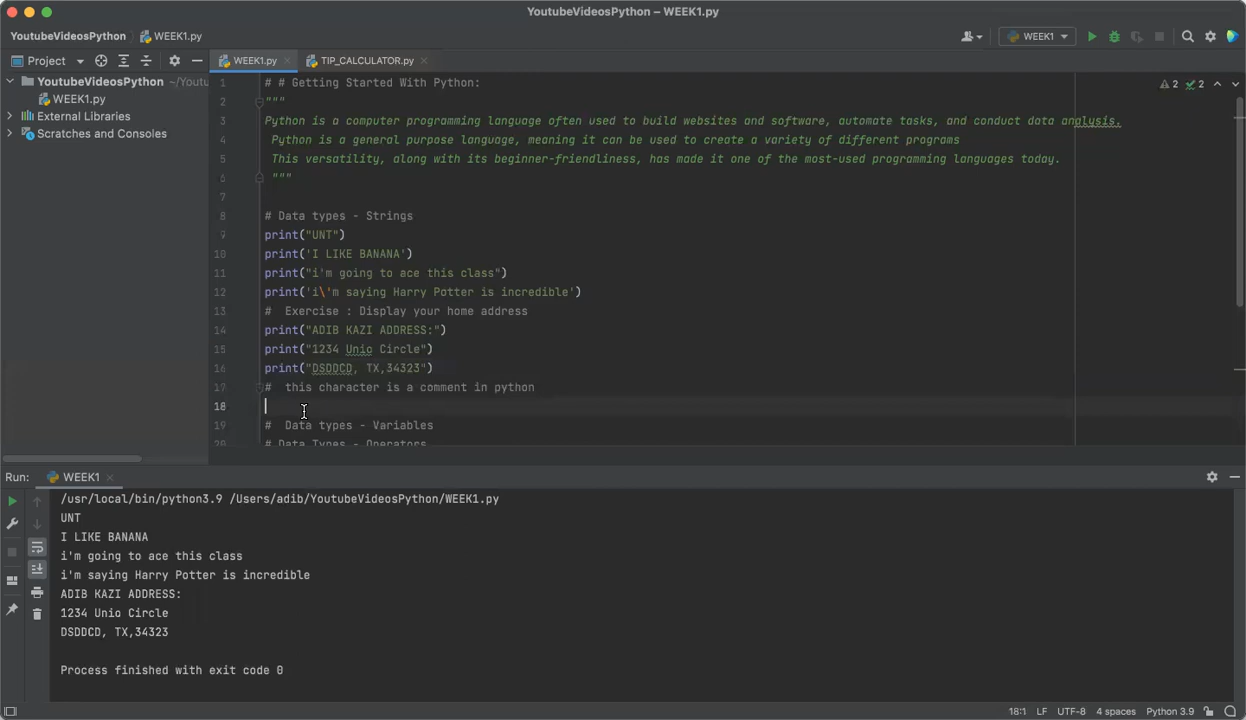 YoutubeVideosPython – WEEK1.py
YoutubeVideosPython WEEK1.py WEEK1
Project WEEK1.py TIP_CALCULATOR.py
YoutubeVideosPython ~/Youtu
WEEK1.py
External Libraries
Scratches and Consoles
1 # # Getting Started With Python:
2 """
3 Python is a computer programming language often used to build websites and software, automate tasks, and conduct data analysis.
4 Python is a general purpose language, meaning it can be used to create a variety of different programs
5 This versatility, along with its beginner-friendliness, has made it one of the most-used programming languages today.
6 """
7
8 # Data types - Strings
9 print("UNT")
10 print('I LIKE BANANA')
11 print("i'm going to ace this class")
12 print('i\'m saying Harry Potter is incredible')
13 # Exercise : Display your home address
14 print("ADIB KAZI ADDRESS:")
15 print("1234 Unio Circle")
16 print("DSDDCD, TX,34323")
17 # this character is a comment in python
18
19 # Data types - Variables
20 # Data Types - Operators
2 2
Run: WEEK1
/usr/local/bin/python3.9 /Users/adib/YoutubeVideosPython/WEEK1.py
UNT
I LIKE BANANA
i'm going to ace this class
i'm saying Harry Potter is incredible
ADIB KAZI ADDRESS:
1234 Unio Circle
DSDDCD, TX,34323
Process finished with exit code 0
18:1 LF UTF-8 4 spaces Python 3.9